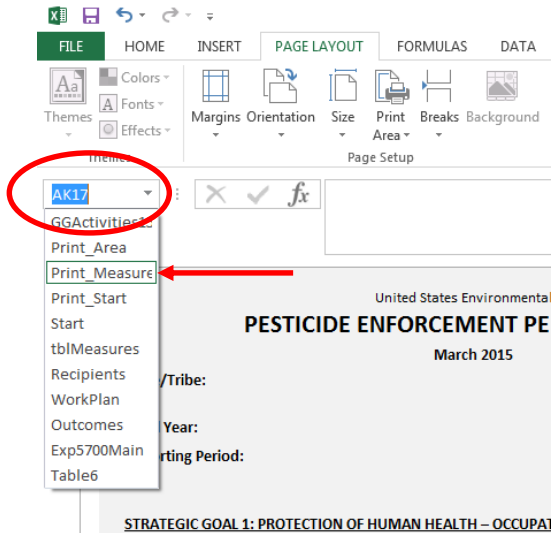 FILE HOME INSERT PAGE LAYOUT FORMULAS DATA
Aa Colors
A Fonts
Effects
Themes
Margins Orientation Size Print Area Breaks Background
Page Setup
AK17 fx
GGActivities
Print_Area
Print_Measure
Print_Start
Start
tblMeasures
Recipients
WorkPlan
Outcomes
Exp5700Main
Table6
United States Environmental
PESTICIDE ENFORCEMENT PE
March 2015
/Tribe:
Year:
rting Period:
STRATEGIC GOAL 1: PROTECTION OF HUMAN HEALTH – OCCUPAT